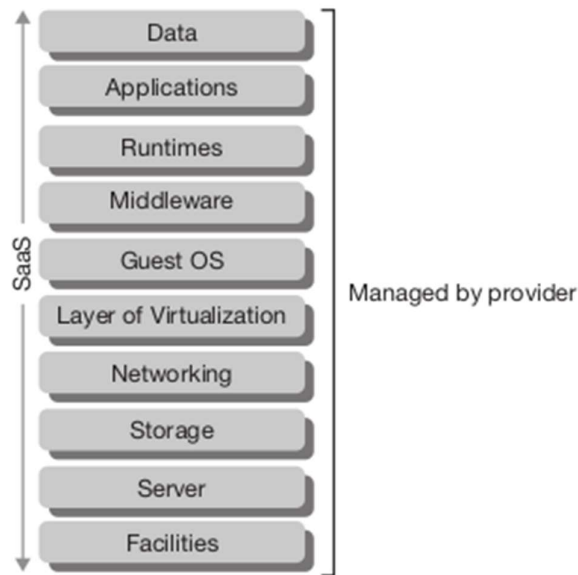 Data
Applications
Runtimes
Middleware
SaaS
Guest OS
Layer of Virtualization
Managed by provider
Networking
Storage
Server
Facilities